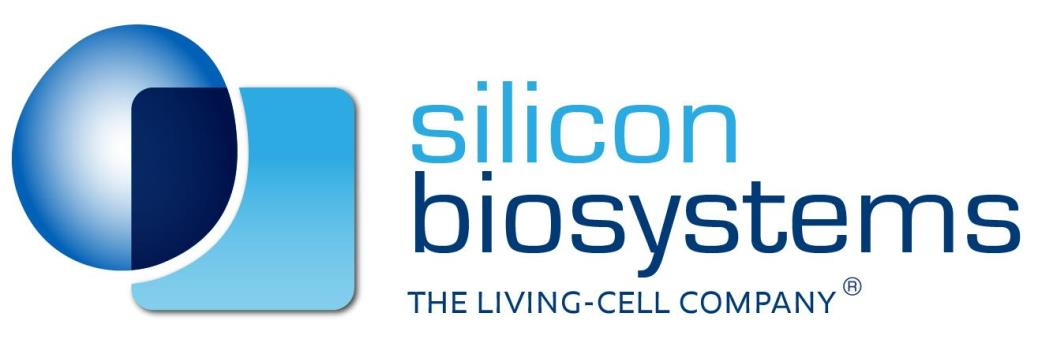 silicon
biosystems
THE LIVING-CELL COMPANY®